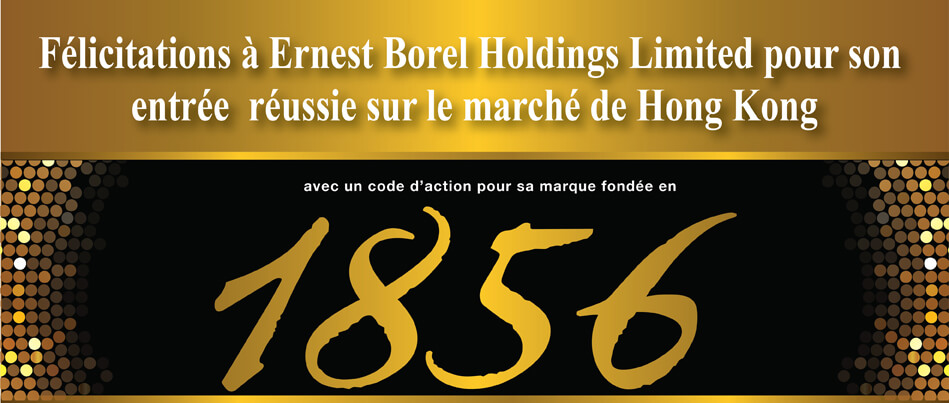 Félicitations à Ernest Borel Holdings Limited pour son
entrée  réussie sur le marché de Hong Kong
avec un code d'action pour sa marque fondée en
1856